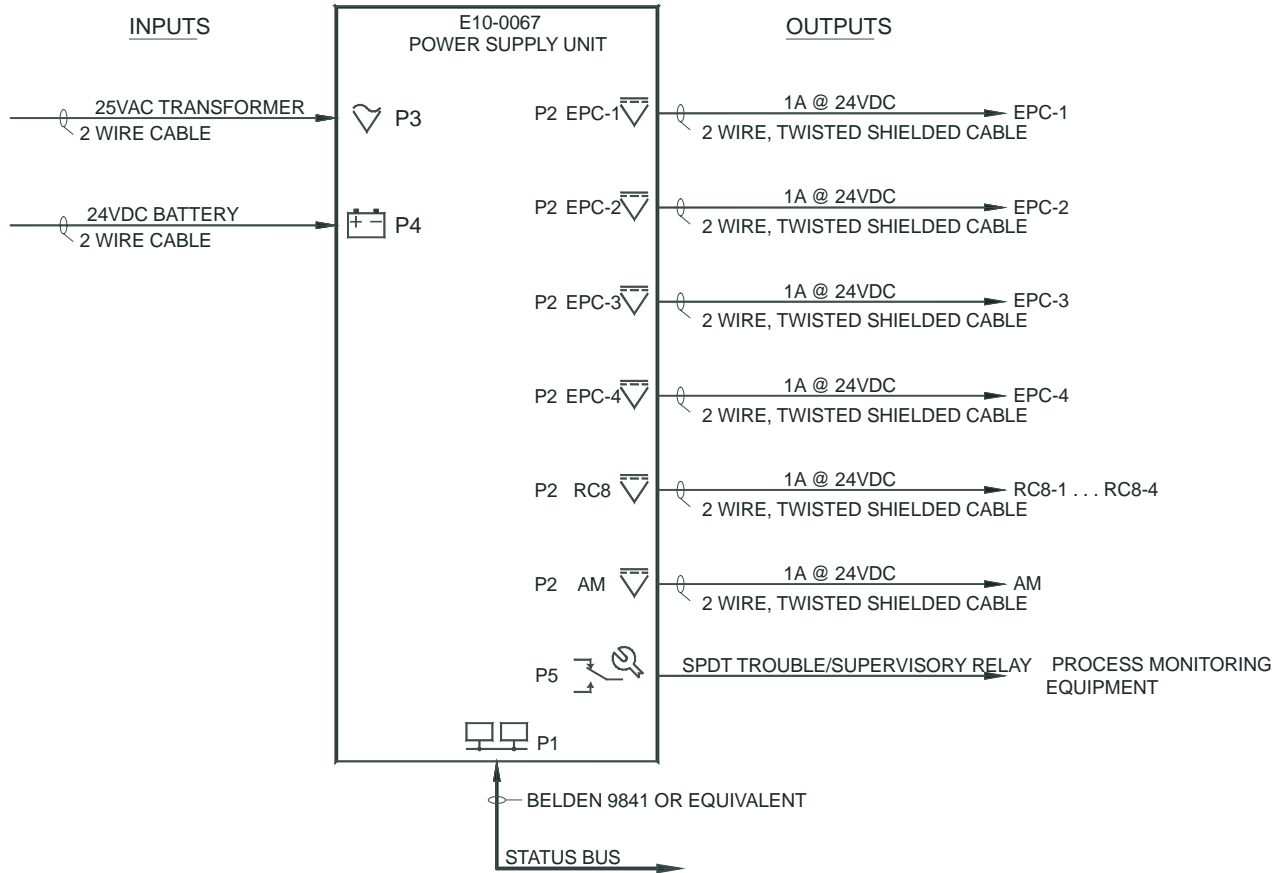 INPUTS
E10-0067
POWER SUPPLY UNIT
OUTPUTS
25VAC TRANSFORMER
2 WIRE CABLE
P3
P2 EPC-1
1A @ 24VDC
EPC-1
2 WIRE, TWISTED SHIELDED CABLE
24VDC BATTERY
2 WIRE CABLE
+ -
P4
P2 EPC-2
1A @ 24VDC
EPC-2
2 WIRE, TWISTED SHIELDED CABLE
P2 EPC-3
1A @ 24VDC
EPC-3
2 WIRE, TWISTED SHIELDED CABLE
P2 EPC-4
1A @ 24VDC
EPC-4
2 WIRE, TWISTED SHIELDED CABLE
P2 RC8
1A @ 24VDC
RC8-1 . . . RC8-4
2 WIRE, TWISTED SHIELDED CABLE
P2 AM
1A @ 24VDC
AM
2 WIRE, TWISTED SHIELDED CABLE
P5
SPDT TROUBLE/SUPERVISORY RELAY
PROCESS MONITORING
EQUIPMENT
P1
BELDEN 9841 OR EQUIVALENT
STATUS BUS